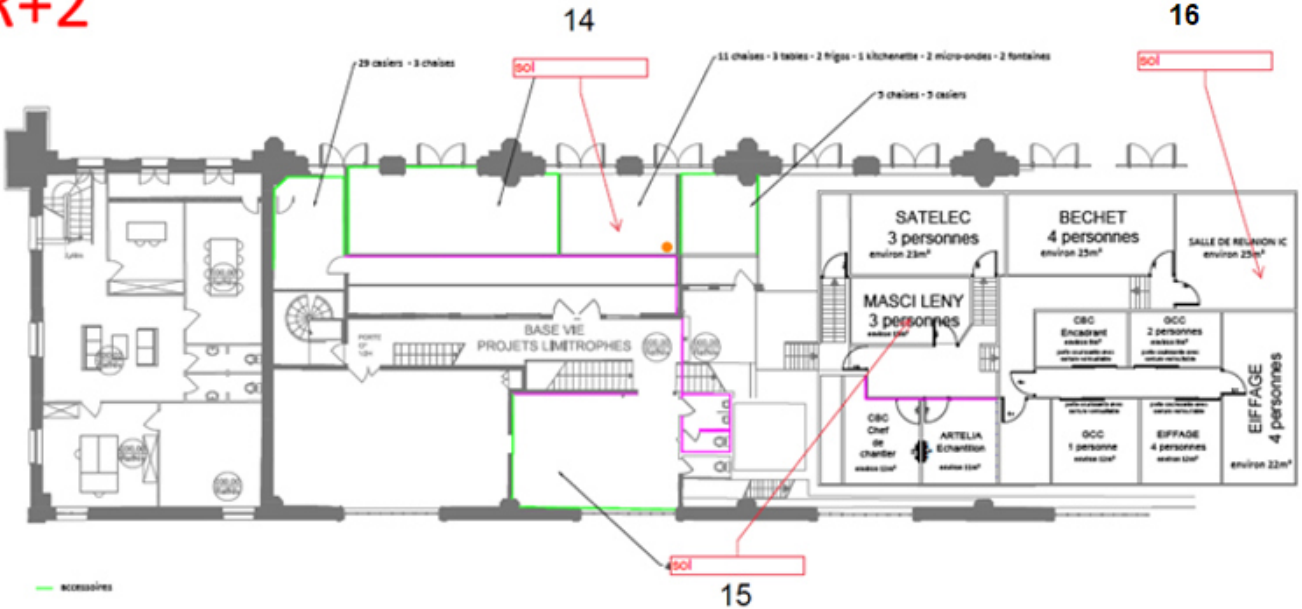 R+2
14
16
29 casiers - 3 chaises
sol
11 chaises - 3 tables - 2 frigos - 1 kitchenette - 2 micro-ondes - 2 fontaines
sol
5 chaises - 5 casiers
SATELEC
3 personnes
environ 23m²
BECHET
4 personnes
environ 25m²
SALLE DE REUNION IC
environ 25m²
MASCI LENY
3 personnes
BASE VIE
PROJETS LIMITROPHES
CBC
Encadrant
GCC
2 personnes
EIFFAGE
4 personnes
environ 22m²
CBC
Chef
de
chantier
ARTELIA
Echantillon
GCC
1 personne
EIFFAGE
4 personnes
sol
15
accessoires